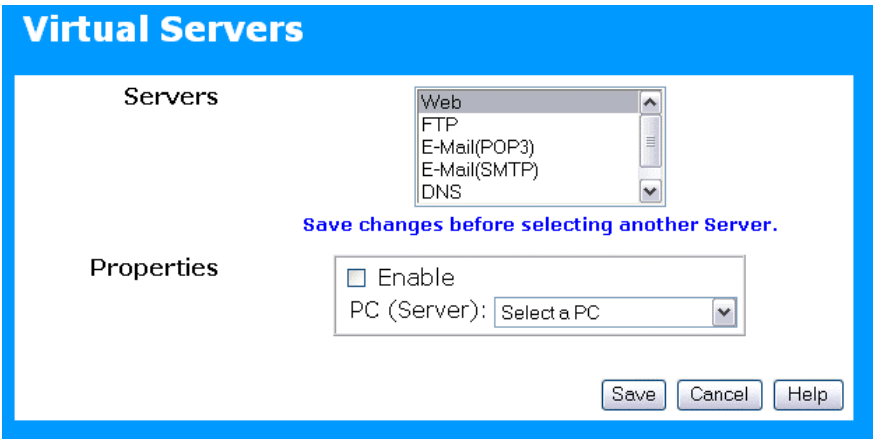 Virtual Servers
Servers
Web
FTP
E-Mail(POP3)
E-Mail(SMTP)
DNS
Save changes before selecting another Server.
Properties
Enable
PC (Server): Select a PC
Save Cancel Help